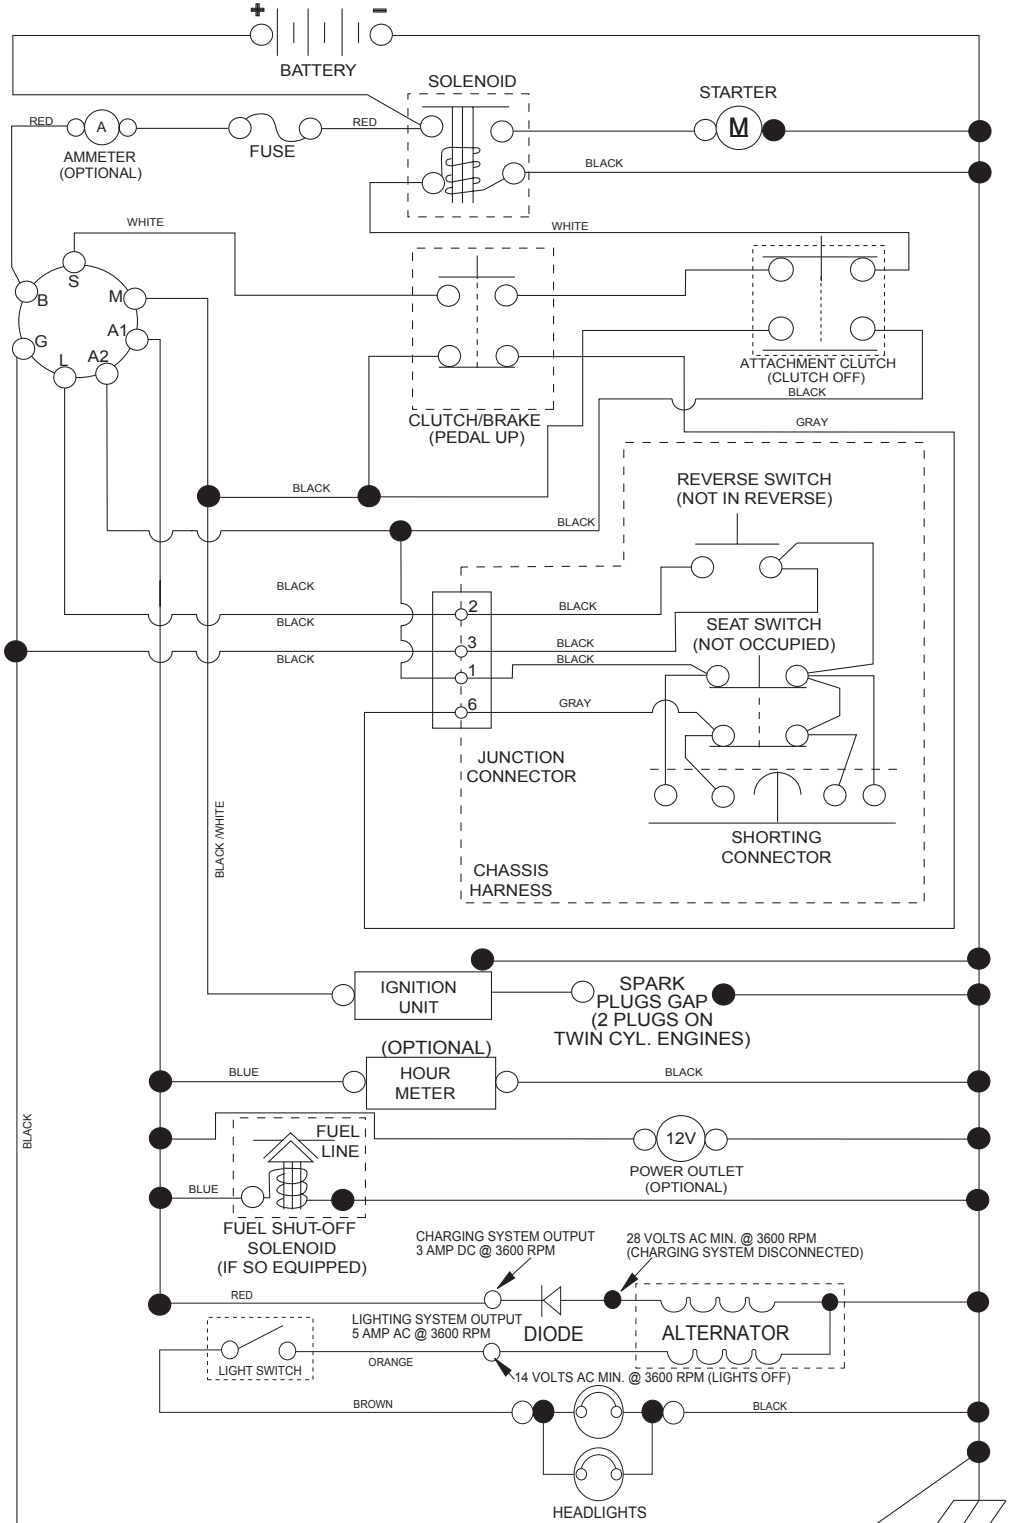 + −
BATTERY
SOLENOID
STARTER
RED
A
RED
M
AMMETER
(OPTIONAL)
FUSE
BLACK
WHITE
WHITE
S
B
M
A1
G
L
A2
ATTACHMENT CLUTCH
(CLUTCH OFF)
BLACK
CLUTCH/BRAKE
(PEDAL UP)
GRAY
REVERSE SWITCH
(NOT IN REVERSE)
BLACK
BLACK
BLACK
BLACK
2
BLACK
SEAT SWITCH
(NOT OCCUPIED)
3
BLACK
BLACK
BLACK
1
6
GRAY
JUNCTION
CONNECTOR
BLACK /WHITE
SHORTING
CONNECTOR
CHASSIS
HARNESS
IGNITION
UNIT
SPARK
PLUGS GAP
(2 PLUGS ON
TWIN CYL. ENGINES)
(OPTIONAL)
BLUE
HOUR
METER
BLACK
BLACK
FUEL
LINE
12V
POWER OUTLET
(OPTIONAL)
BLUE
FUEL SHUT-OFF
SOLENOID
(IF SO EQUIPPED)
CHARGING SYSTEM OUTPUT
3 AMP DC @ 3600 RPM
28 VOLTS AC MIN. @ 3600 RPM
(CHARGING SYSTEM DISCONNECTED)
RED
LIGHTING SYSTEM OUTPUT
5 AMP AC @ 3600 RPM
DIODE
ALTERNATOR
LIGHT SWITCH
ORANGE
14 VOLTS AC MIN. @ 3600 RPM (LIGHTS OFF)
BROWN
BLACK
HEADLIGHTS